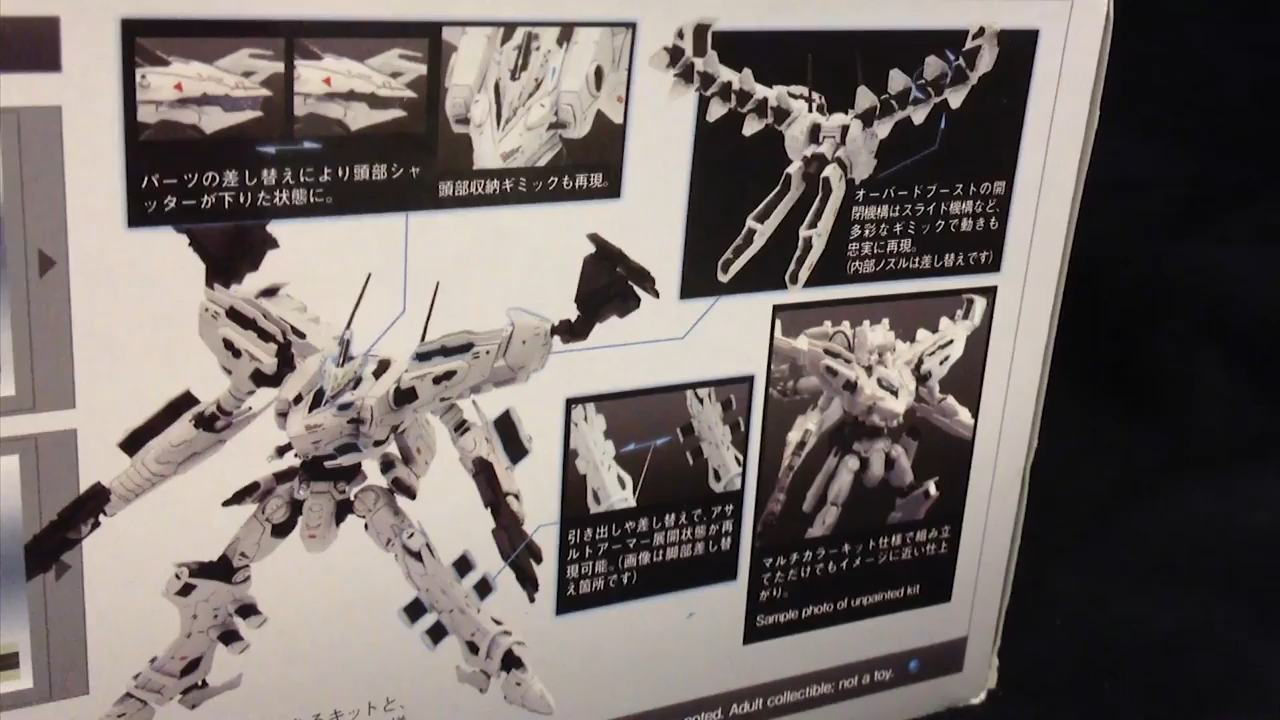 パーツの差し替えにより頭部シャ
ッターが下りた状態に。
頭部収納ギミックも再現。
オーバードブーストの開
閉機構はスライド機構など、
多彩なギミックで動きも
忠実に再現。
(内部ノズルは差し替えです)
引き出しや差し替えで、アサ
ルトアーマー展開状態が再
現可能。(画像は脚部差し替
え箇所です)
マルチカラーキット仕様で組み立
てただけでもイメージに近い仕上
がり。
Sample photo of unpainted kit
Adult collectible; not a toy.
るキットと、